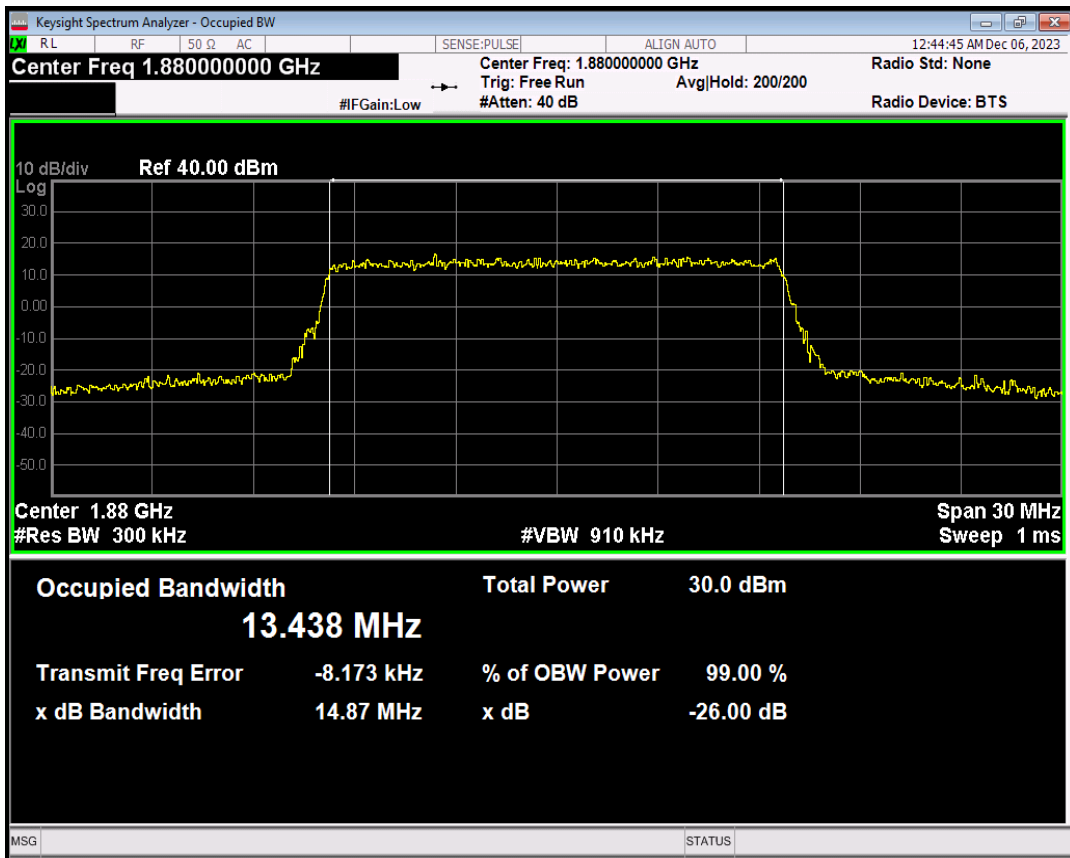 Keysight Spectrum Analyzer - Occupied BW
LXI RL RF 50 Ω AC SENSE:PULSE ALIGN AUTO 12:44:45 AM Dec 06, 2023
Center Freq 1.880000000 GHz Center Freq: 1.880000000 GHz Radio Std: None
Trig: Free Run Avg|Hold: 200/200
#IFGain:Low #Atten: 40 dB Radio Device: BTS
10 dB/div Ref 40.00 dBm
Log
30.0
20.0
10.0
0.00
-10.0
-20.0
-30.0
-40.0
-50.0
Center 1.88 GHz Span 30 MHz
#Res BW 300 kHz #VBW 910 kHz Sweep 1 ms
Occupied Bandwidth Total Power 30.0 dBm
13.438 MHz
Transmit Freq Error -8.173 kHz % of OBW Power 99.00 %
x dB Bandwidth 14.87 MHz x dB -26.00 dB
MSG STATUS